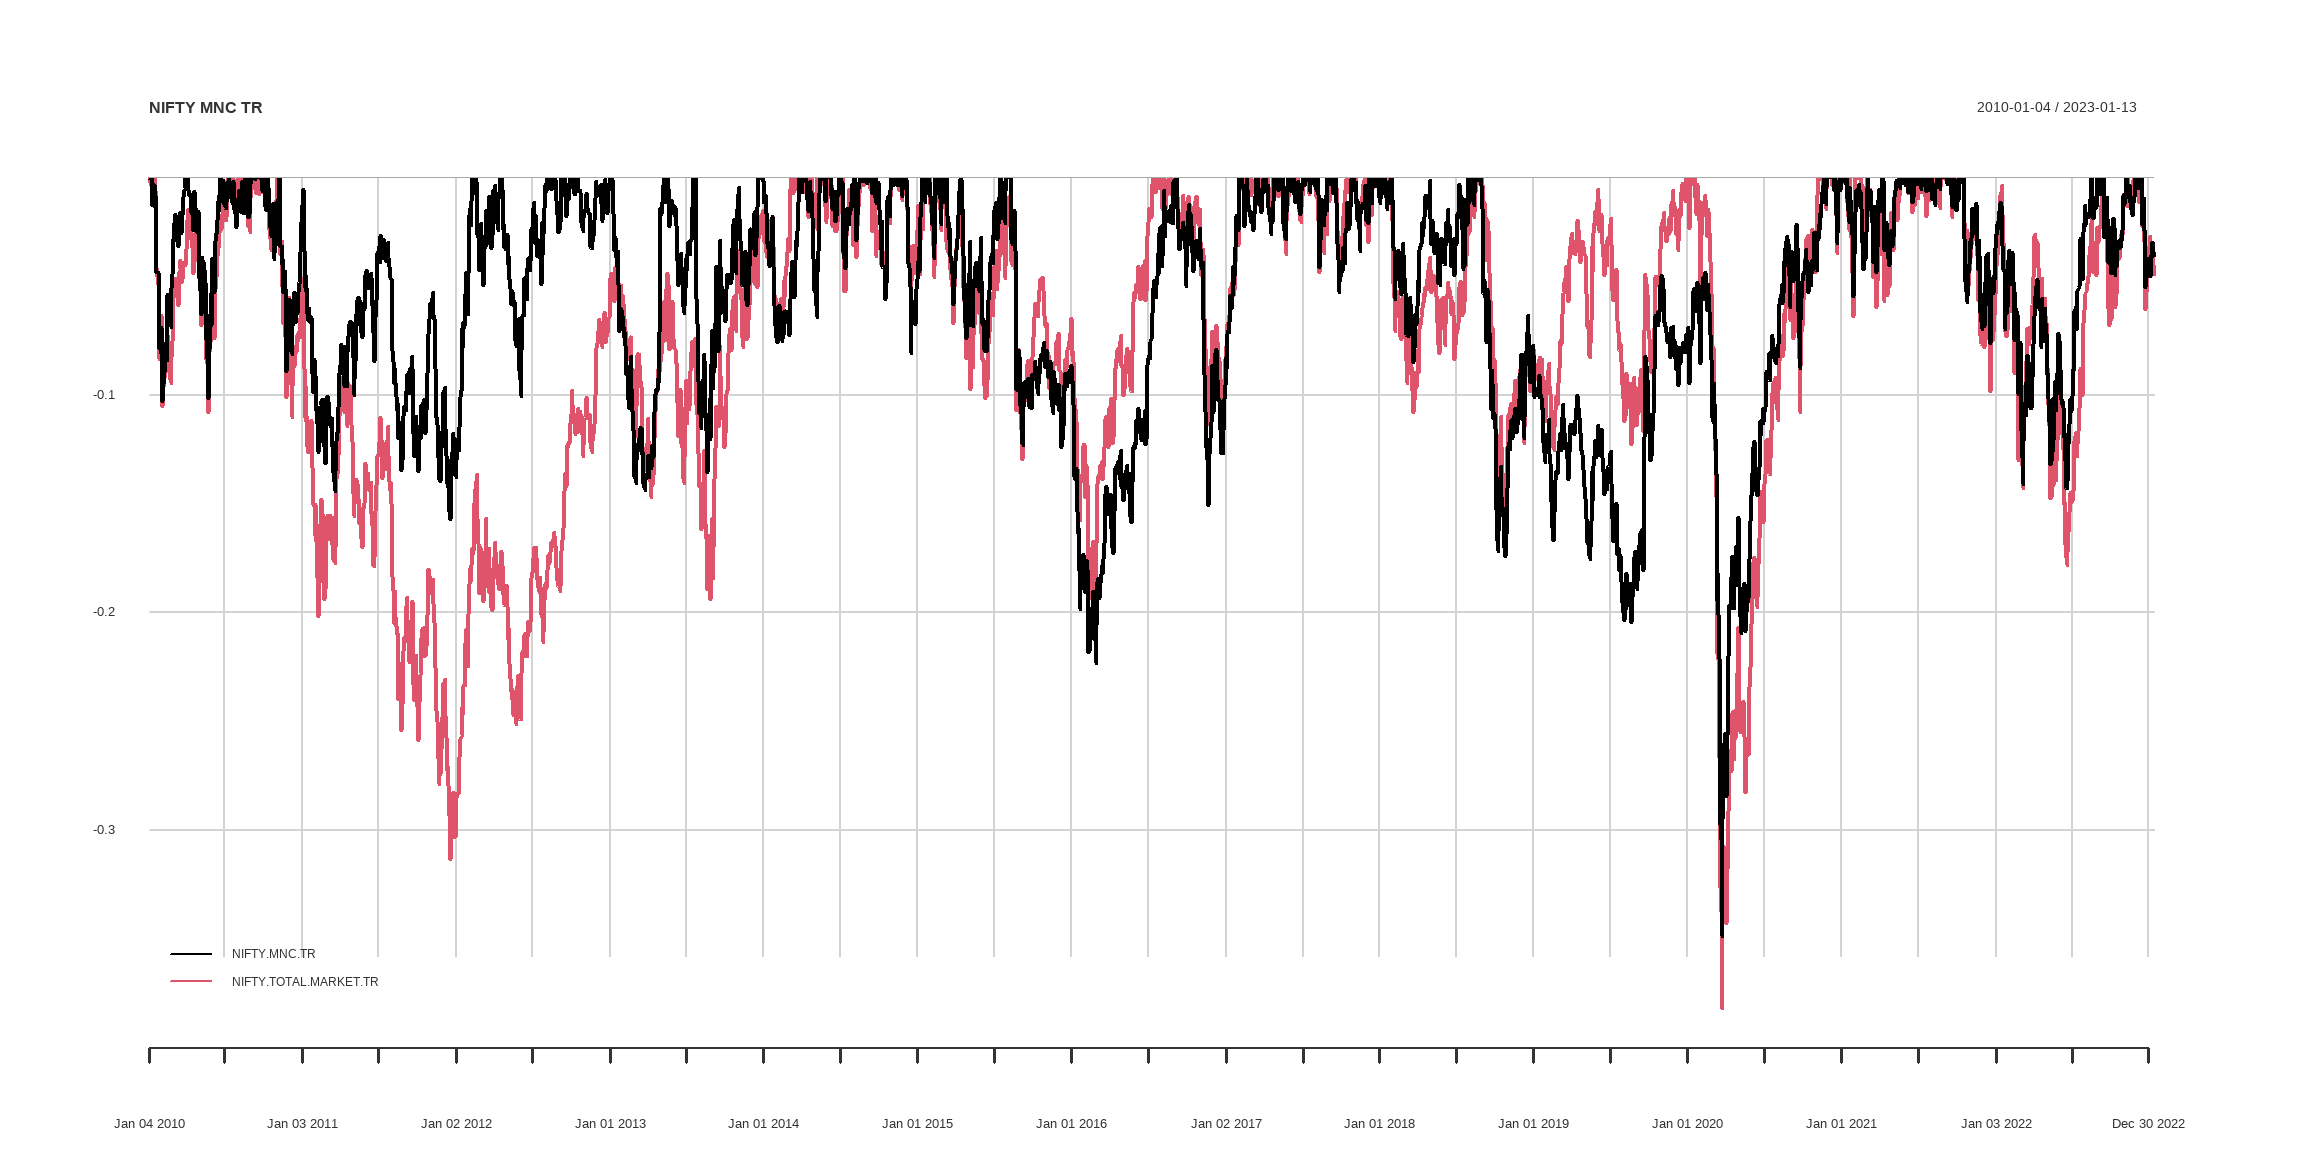 NIFTY MNC TR
2010-01-04 / 2023-01-13
-0.1
-0.2
-0.3
NIFTY.MNC.TR
NIFTY.TOTAL.MARKET.TR
Jan 04 2010 Jan 03 2011 Jan 02 2012 Jan 01 2013 Jan 01 2014 Jan 01 2015 Jan 01 2016 Jan 02 2017 Jan 01 2018 Jan 01 2019 Jan 01 2020 Jan 01 2021 Jan 03 2022 Dec 30 2022